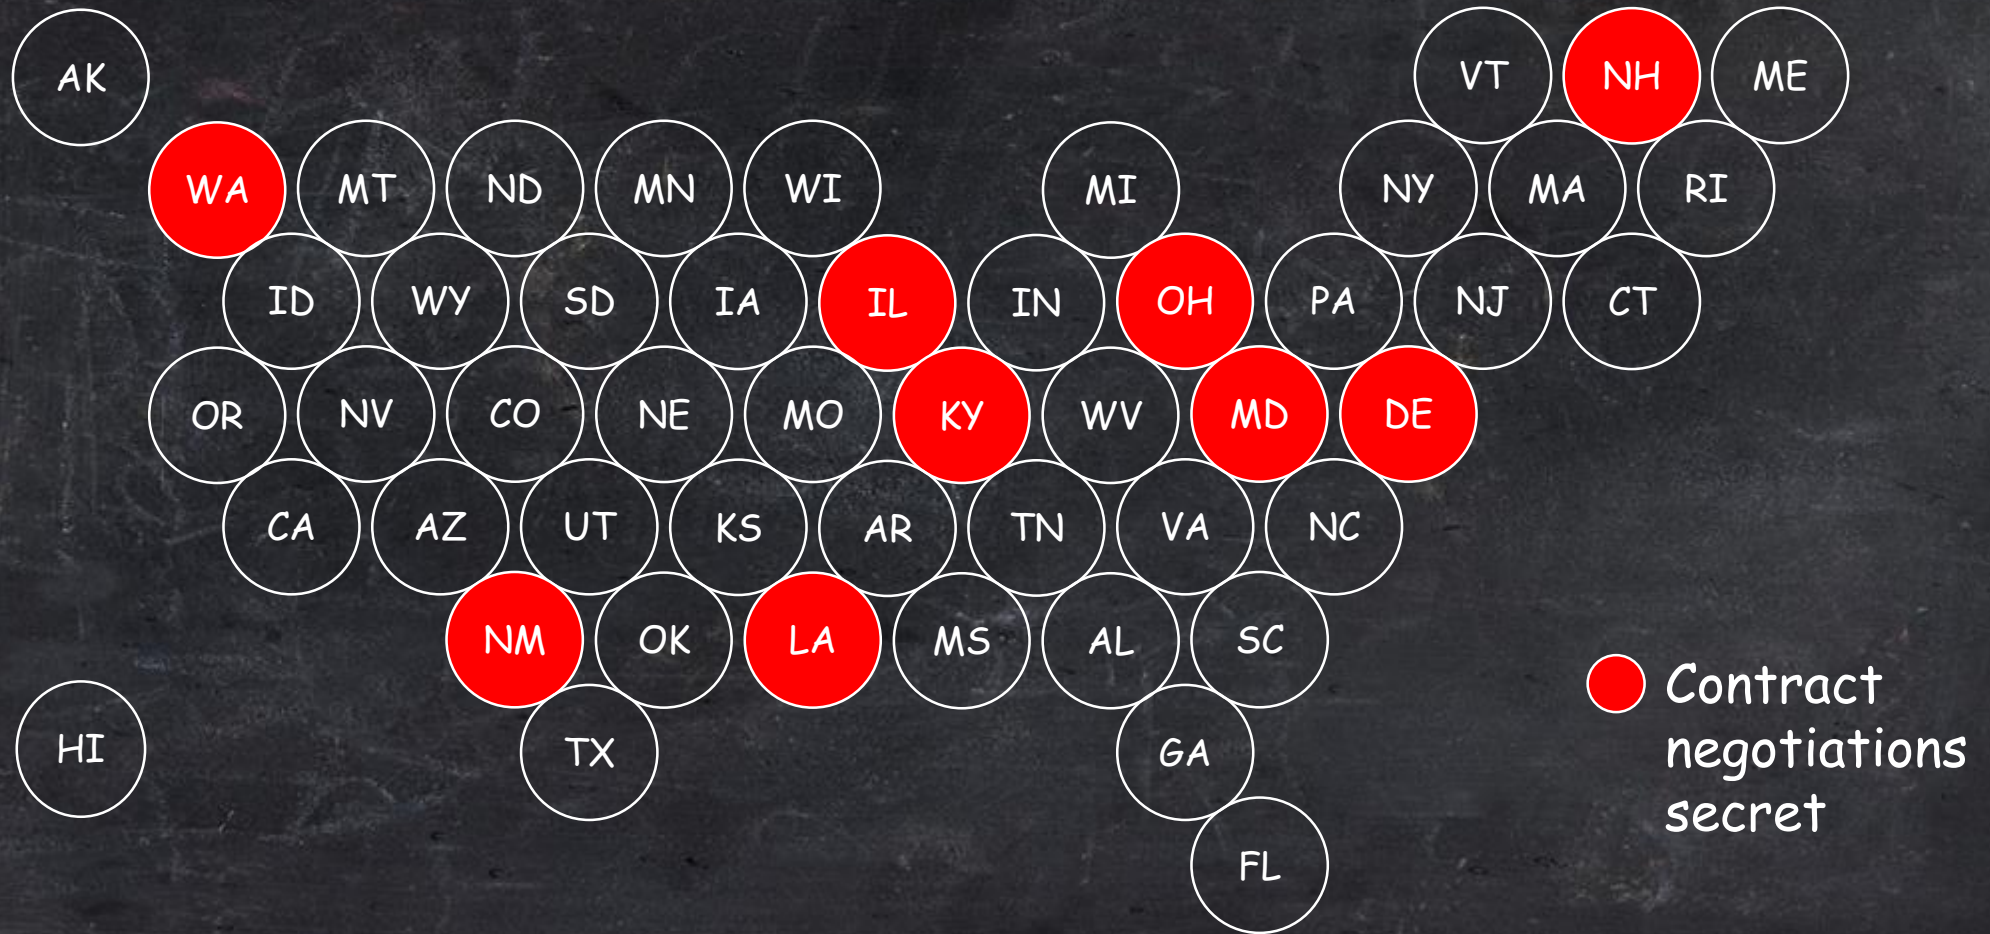 AK
VT NH ME
WA MT ND MN WI MI NY MA RI
ID WY SD IA IL IN OH PA NJ CT
OR NV CO NE MO KY WV MD DE
CA AZ UT KS AR TN VA NC
NM OK LA MS AL SC
HI TX GA
FL
Contract
negotiations
secret